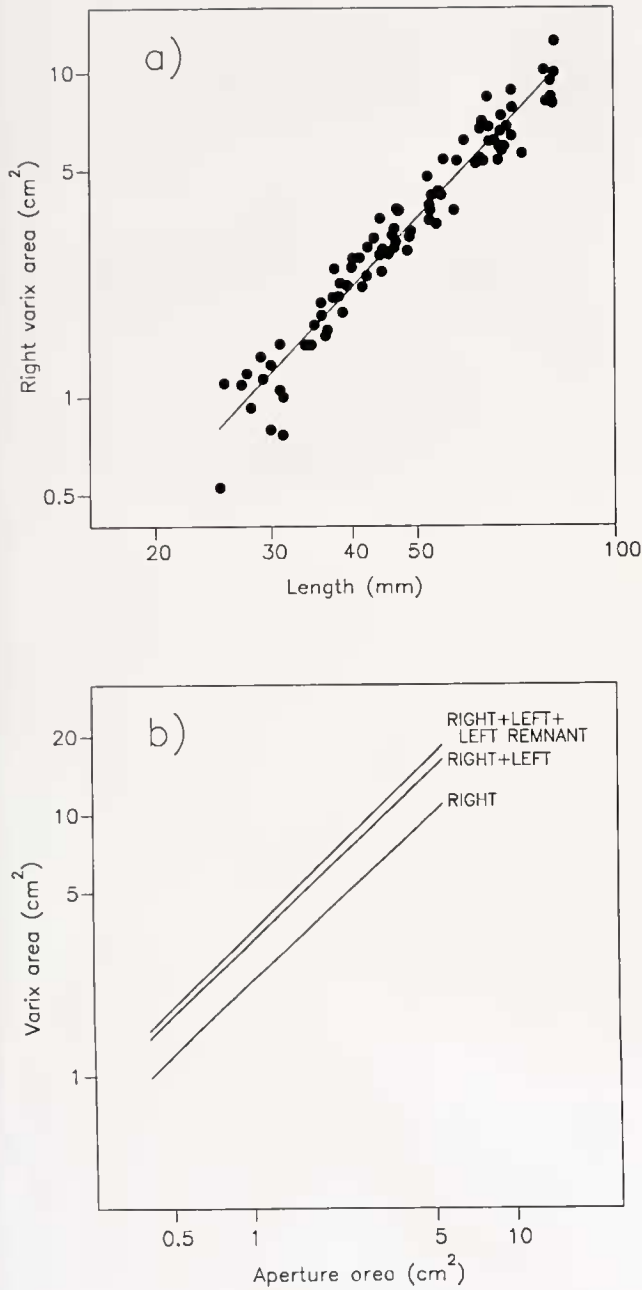 a)
10
5
1
0.5
Right varix area (cm²)
20 30 40 50 100
Length (mm)
b)
20
10
5
1
Varix area (cm²)
RIGHT+LEFT+
LEFT REMNANT
RIGHT+LEFT
RIGHT
0.5 1 5 10
Aperture area (cm²)